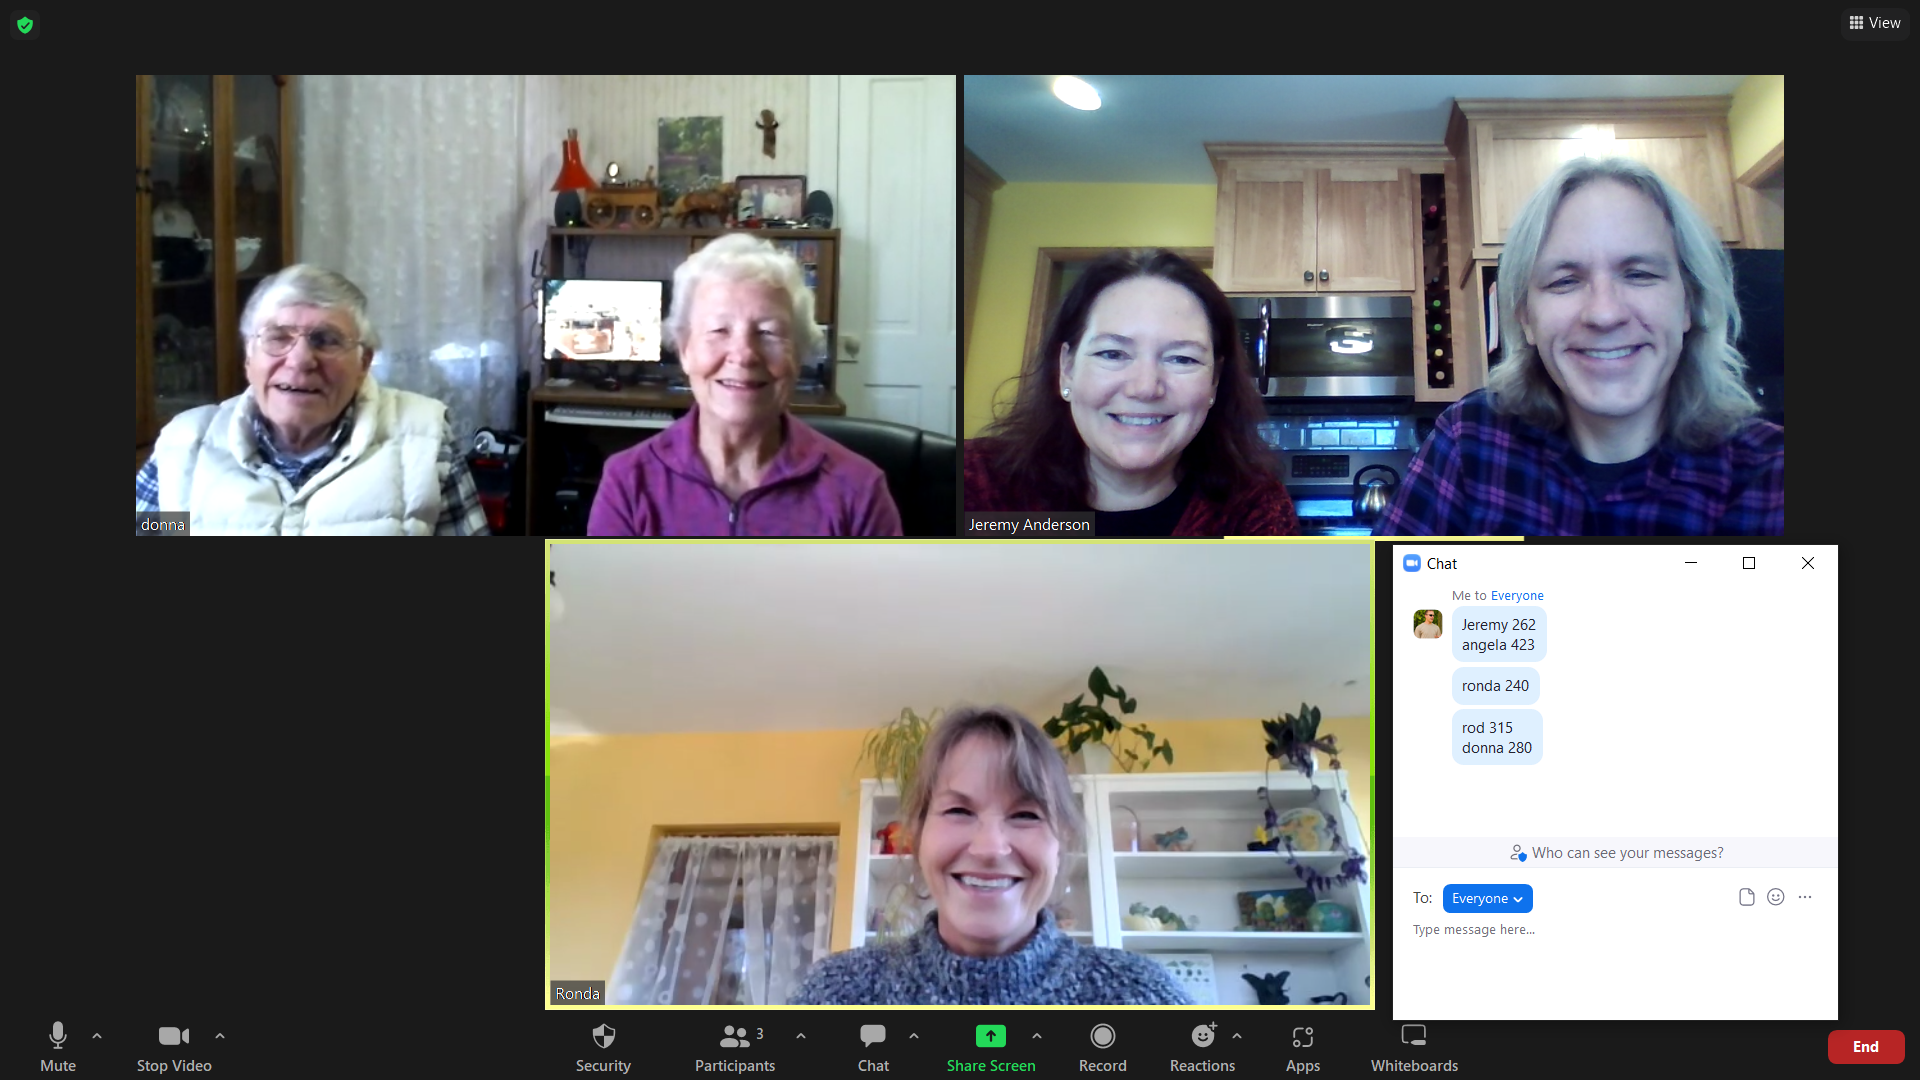 View
donna
Jeremy Anderson
Ronda
Chat
Me to Everyone
Jeremy 262
angela 423
ronda 240
rod 315
donna 280
Who can see your messages?
To: Everyone
Type message here...
Mute
Stop Video
Security
3
Participants
Chat
Share Screen
Record
Reactions
Apps
Whiteboards
End